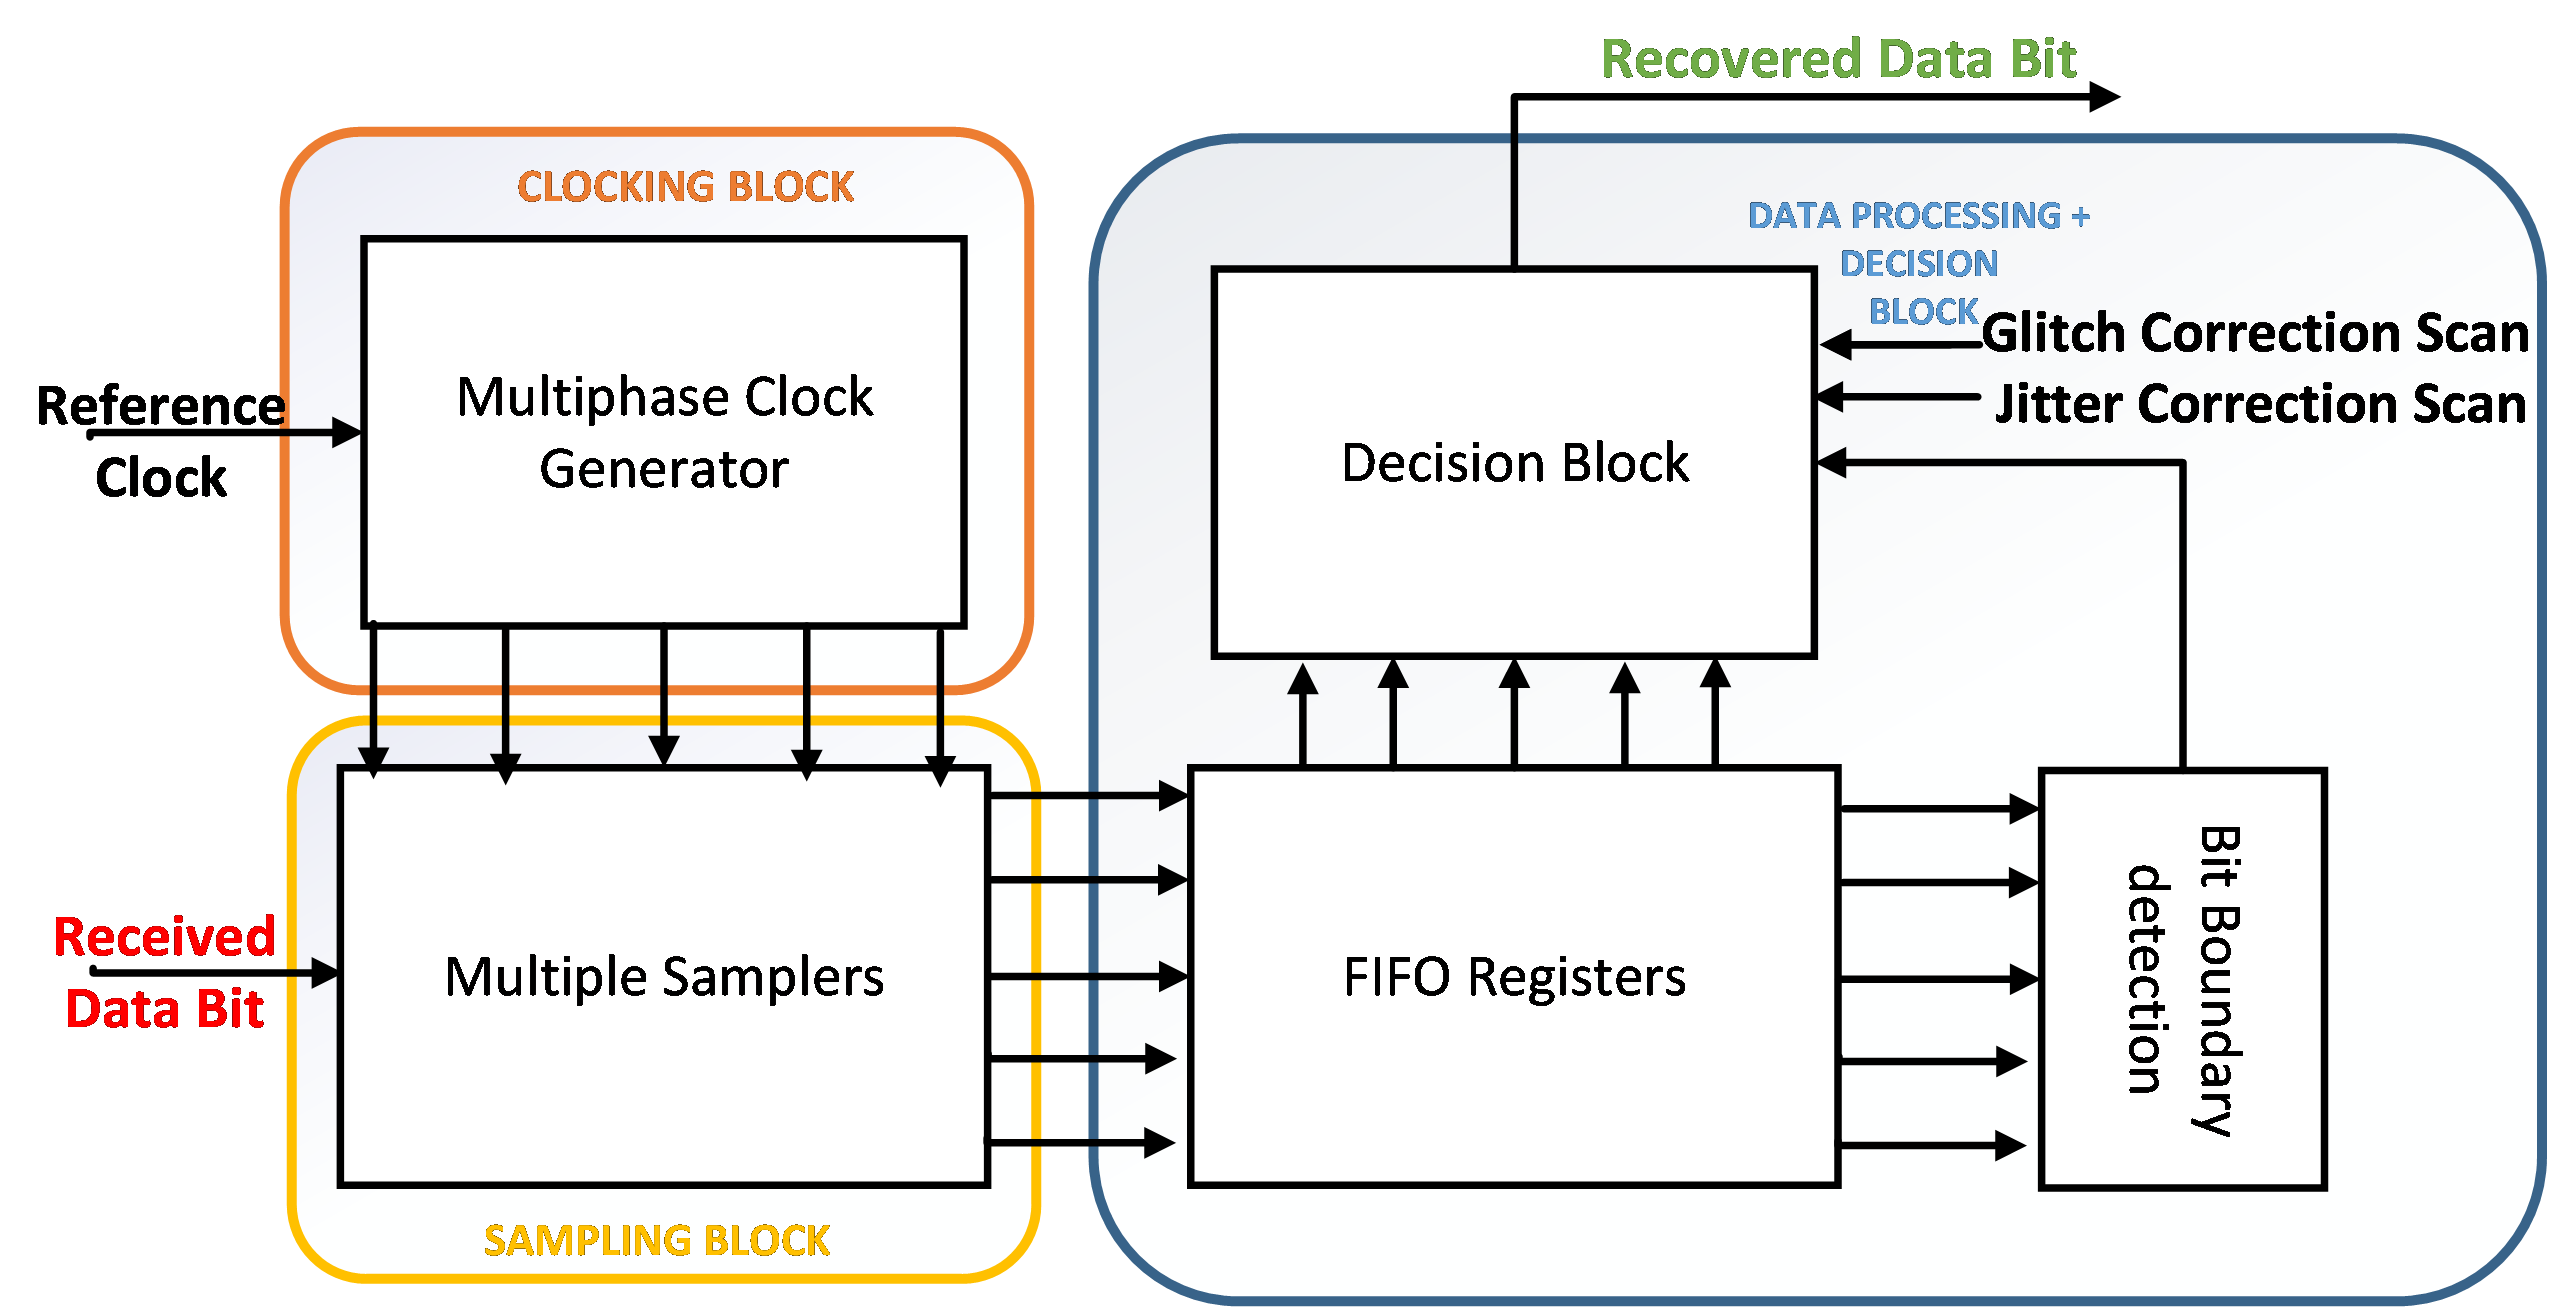 Recovered Data Bit
CLOCKING BLOCK
Multiphase Clock
Generator
Reference
Clock
DATA PROCESSING +
DECISION
BLOCK
Glitch Correction Scan
Jitter Correction Scan
Decision Block
Received
Data Bit
Multiple Samplers
SAMPLING BLOCK
FIFO Registers
Bit Boundary
detection